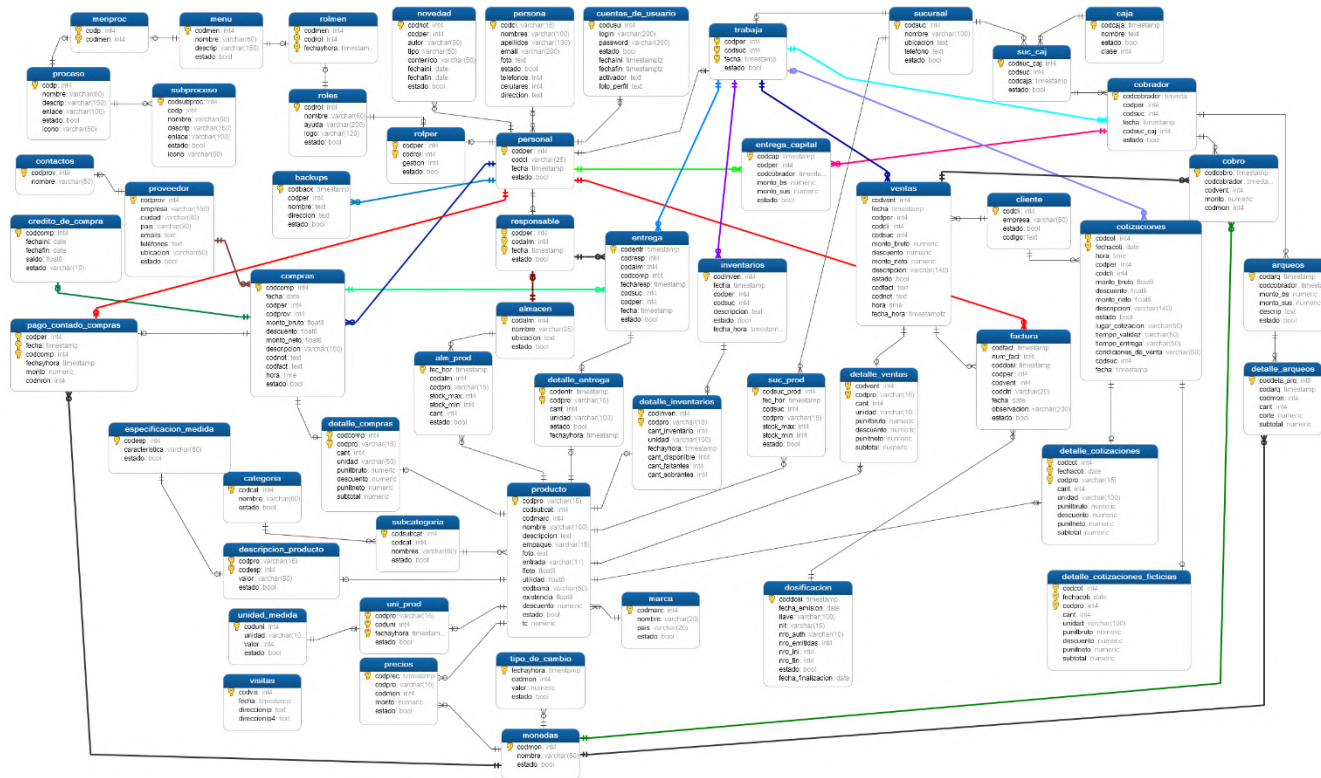 menproc
codp: int4
codmen: int4
menu
codmen: int4
nombre: varchar(60)
descrip: varchar(150)
estado: bool
rolmen
codmen: int4
codrol: int4
fechayhora: timestam...
novedad
codnot: int4
codper: int4
autor: varchar(50)
tipo: varchar(50)
contenido: varchar(50)
fechaini: date
fechafin: date
estado: bool
persona
codci: varchar(15)
nombres: varchar(100)
apelidos: varchar(100)
email: varchar(200)
foto: text
estado: bool
telefonos: int4
celulares: int4
direccion: text
cuentas_de_usuario
codusu: int4
login: varchar(200)
password: varchar(200)
estado: bool
fechaini: timestamptz
fechafin: timestamptz
activador: text
foto_perfil: text
trabaja
codper: int4
codsuc: int4
fecha: timestamp
estado: bool
sucursal
codsuc: int4
nombre: varchar(100)
ubicacion: text
telefono: text
estado: bool
caja
codcaja: timestamp
nombre: text
estado: bool
clase: int4
suc_caj
codsuc_caj: int4
codsuc: int4
codcaja: timestamp
estado: bool
proceso
codp: int4
nombre: varchar(60)
descrip: varchar(150)
enlace: varchar(100)
estado: bool
icono: varchar(50)
subproceso
codsubproc: int4
codp: int4
nombre: varchar(60)
descrip: varchar(150)
enlace: varchar(100)
estado: bool
icono: varchar(50)
roles
codrol: int4
nombre: varchar(60)
ayuda: varchar(200)
logo: varchar(120)
estado: bool
rolper
codper: int4
codrol: int4
gestion: int4
estado: bool
personal
codper: int4
codci: varchar(25)
fecha: timestamp
estado: bool
entrega_capital
codcap: timestamp
codper: int4
codcobrador: timesta...
monto_bs: numeric
monto_sus: numeric
estado: bool
cobrador
codcobrador: timesta...
codper: int4
codsuc: int4
fecha: timestamp
codsuc_caj: int4
estado: bool
cobro
codcobro: timestamp
codcobrador: timesta...
codvent: int4
monto: numeric
codmon: int4
contactos
codprov: int4
nombre: varchar(50)
proveedor
codprov: int4
empresa: varchar(150)
ciudad: varchar(80)
pais: varchar(80)
emails: text
telefonos: text
ubicacion: varchar(60)
estado: bool
backups
codback: timestamp
codper: int4
nombre: text
direccion: text
estado: bool
responsable
codper: int4
codalm: int4
fecha: timestamp
estado: bool
entrega
codentr: timestamp
codresp: int4
codalm: int4
codcomp: int4
fecharesp: timestamp
codsuc: int4
codper: int4
fecha: timestamp
estado: bool
inventarios
codinven: int4
fecha: timestamp
codper: int4
codsuc: int4
descripcion: text
estado: bool
fecha_hora: timestam...
ventas
codvent: int4
fecha: timestamp
codper: int4
codcli: int4
codsuc: int4
monto_bruto: numeric
descuento: numeric
monto_neto: numeric
descripcion: varchar(140)
estado: bool
codfact: text
codnot: text
hora: time
fecha_hora: timestamptz
cliente
codcli: int4
empresa: varchar(50)
estado: bool
codigo: text
cotizaciones
codcot: int4
fechacoti: date
hora: time
codper: int4
codcli: int4
monto_bruto: float8
descuento: float8
monto_neto: float8
descripcion: varchar(140)
estado: bool
lugar_cotizacion: varchar(60)
tiempo_validez: varchar(60)
tiempo_entrega: varchar(60)
condiciones_de_venta: varchar(60)
codsuc: int4
fecha: timestamp
arqueos
codarq: timestamp
codcobrador: timesta...
monto_bs: numeric
monto_sus: numeric
descrip: text
estado: bool
credito_de_compra
codcomp: int4
fechaini: date
fechafin: date
saldo: float8
estado: varchar(10)
compras
codcomp: int4
fecha: date
codper: int4
codprov: int4
monto_bruto: float8
descuento: float8
monto_neto: float8
descripcion: varchar(100)
codnot: text
codfact: text
hora: time
estado: bool
pago_contado_compras
codper: int4
fecha: timestamp
codcomp: int4
fechayhora: timestamp
monto: numeric
codmon: int4
almacen
codalm: int4
nombre: varchar(25)
ubicacion: text
estado: bool
alm_prod
fec_hor: timestamp
codalm: int4
codpro: varchar(15)
stock_max: int4
stock_min: int4
cant: int4
estado: bool
detalle_entrega
codentr: timestamp
codpro: varchar(15)
cant: int4
unidad: varchar(100)
estado: bool
fechayhora: timestamp
detalle_inventarios
codinven: int4
codpro: varchar(15)
cant_inventario: int4
unidad: varchar(100)
fechayhora: timestamp
cant_disponible: int4
cant_faltantes: int4
cant_sobrantes: int4
suc_prod
codsuc_prod: int4
fec_hor: timestamp
codsuc: int4
codpro: varchar(15)
stock_max: int4
stock_min: int4
estado: bool
detalle_ventas
codvent: int4
codpro: varchar(15)
cant: int4
unidad: varchar(10...
punitbruto: numeric
descuento: numeric
punitneto: numeric
subtotal: numeric
factura
codfact: timestamp
num_fact: int4
coddosi: timestamp
codper: int4
codvent: int4
codctrl: varchar(20)
fecha: date
observacion: varchar(200)
estado: bool
detalle_arqueos
coddeta_arq: int8
codarq: timestamp
codmon: int4
cant: int4
corte: numeric
subtotal: numeric
especificacion_medida
codesp: int4
caracteristica: varchar(80)
estado: bool
detalle_compras
codcomp: int4
codpro: varchar(15)
cant: int4
unidad: varchar(50)
punitbruto: numeric
descuento: numeric
punitneto: numeric
subtotal: numeric
detalle_cotizaciones
codcot: int4
fechacoti: date
codpro: varchar(15)
cant: int4
unidad: varchar(100)
punitbruto: numeric
descuento: numeric
punitneto: numeric
subtotal: numeric
categoria
codcat: int4
nombre: varchar(60)
estado: bool
subcategoria
codsubcat: int4
codcat: int4
nombres: varchar(60)
estado: bool
producto
codpro: varchar(15)
codsubcat: int4
codmarc: int4
nombre: varchar(100)
descripcion: text
empaque: varchar(15)
foto: text
entrada: varchar(11)
flete: float8
utilidad: float8
codbarra: varchar(50)
existencia: float8
descuento: numeric
estado: bool
tc: numeric
descripcion_producto
codpro: varchar(15)
codesp: int4
valor: varchar(50)
estado: bool
unidad_medida
coduni: int4
unidad: varchar(10...
valor: int4
estado: bool
uni_prod
codpro: varchar(15)
coduni: int4
fechayhora: timestam...
estado: bool
marca
codmarc: int4
nombre: varchar(20)
pais: varchar(20)
estado: bool
dosificacion
coddosi: timestamp
fecha_emision: date
llave: varchar(100)
nit: varchar(15)
nro_auth: varchar(10)
nro_emitidas: int4
nro_ini: int4
nro_fin: int4
estado: bool
fecha_finalizacion: date
detalle_cotizaciones_ficticias
codcot: int4
fechacoti: date
codpro: int4
cant: int4
unidad: varchar(100)
punitbruto: numeric
descuento: numeric
punitneto: numeric
subtotal: numeric
visitas
codvis: int4
fecha: timestamp
direccionip: text
direccionip4: text
precios
codprec: timestamp
codpro: varchar(15)
codmon: int4
monto: numeric
estado: bool
tipo_de_cambio
fechayhora: timestamp
codmon: int4
valor: numeric
estado: bool
monedas
codmon: int4
nombre: varchar(50)
estado: bool